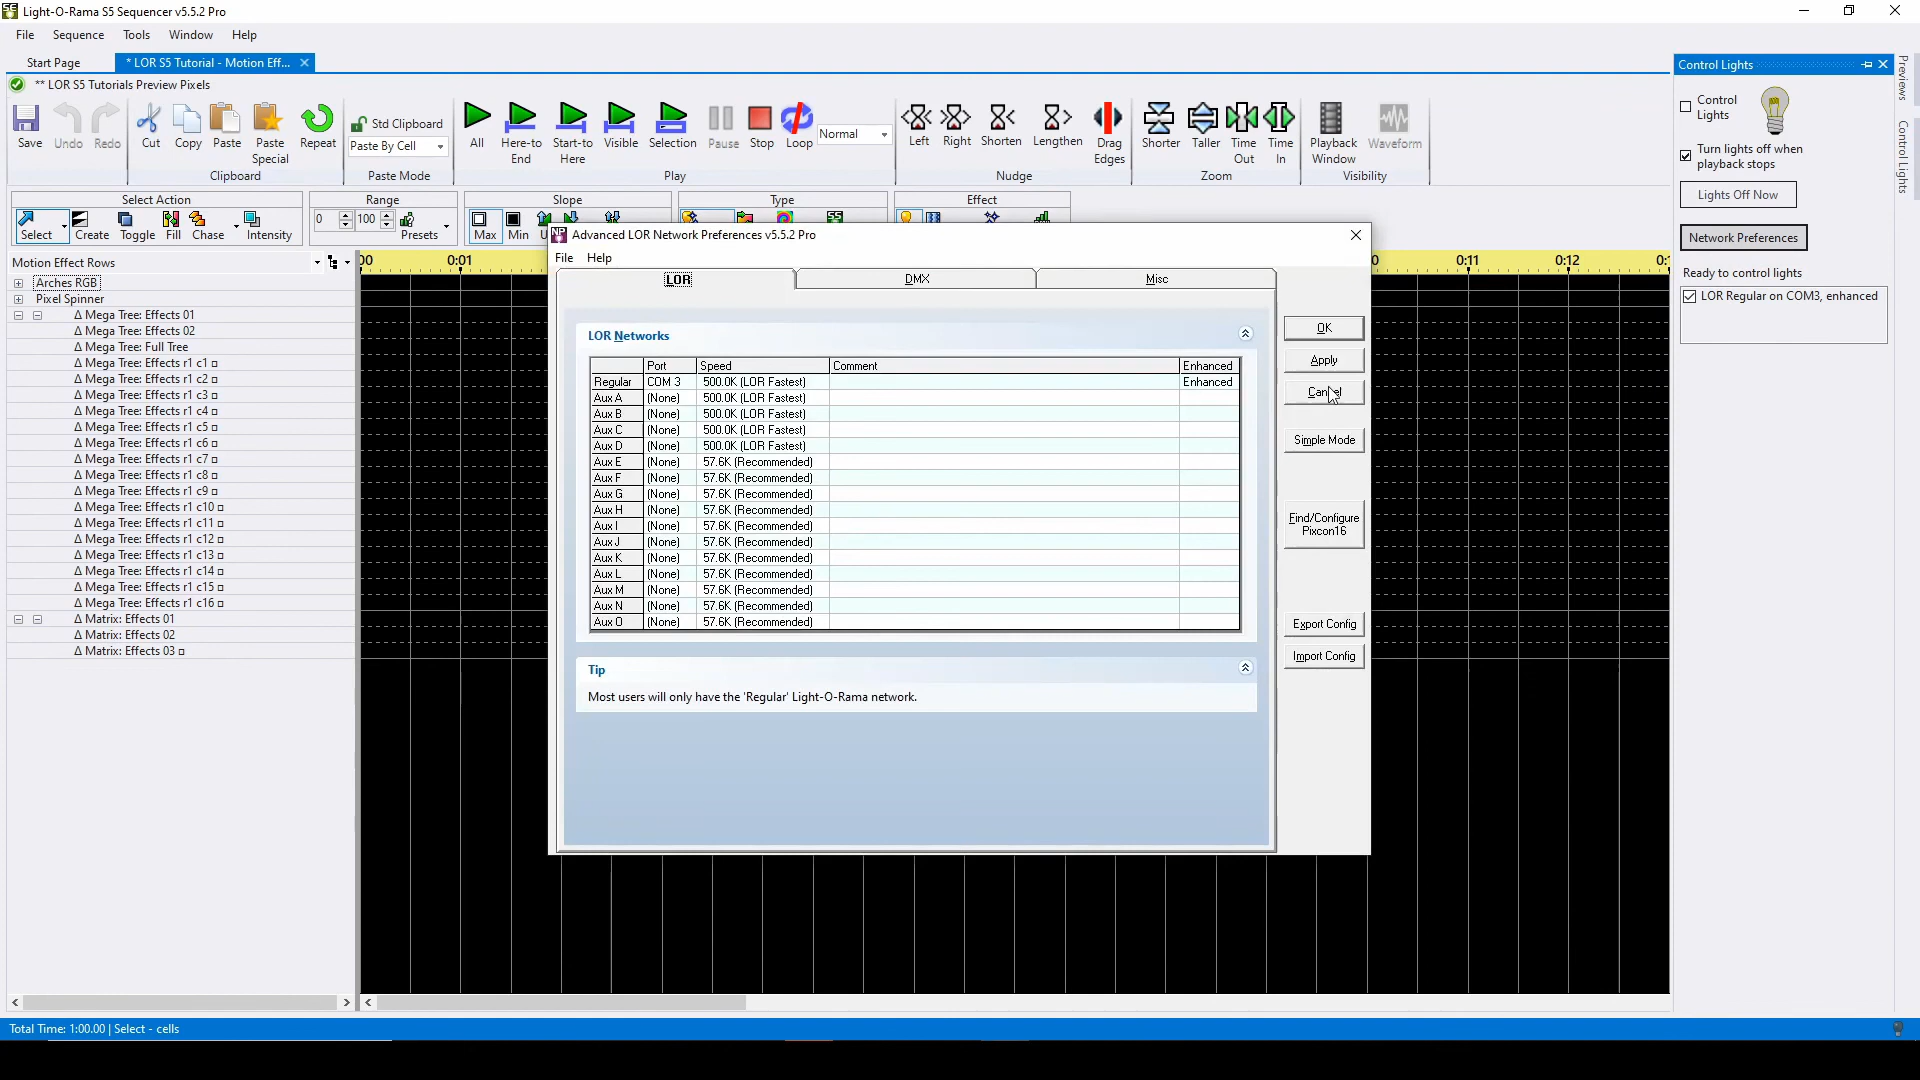 Light-O-Rama S5 Sequencer v5.5.2 Pro
File Sequence Tools Window Help
Start Page * LOR S5 Tutorial - Motion Eff...
** LOR S5 Tutorials Preview Pixels
Save Undo Redo
Cut Copy Paste Paste Special Repeat
Clipboard
Std Clipboard
Paste By Cell
Paste Mode
All Here-to End Start-to Here Visible Selection Pause Stop Loop Normal
Play
Left Right Shorten Lengthen Drag Edges
Nudge
Shorter Taller Time Out Time In
Zoom
Playback Window Waveform
Visibility
Select Action Range Slope Type Effect
Select Create Toggle Fill Chase Intensity
0 100 Presets
Max Min
Motion Effect Rows
0:01 0:11 0:12
Arches RGB
Pixel Spinner
Δ Mega Tree: Effects 01
Δ Mega Tree: Effects 02
Δ Mega Tree: Full Tree
Δ Mega Tree: Effects r1 c1
Δ Mega Tree: Effects r1 c2
Δ Mega Tree: Effects r1 c3
Δ Mega Tree: Effects r1 c4
Δ Mega Tree: Effects r1 c5
Δ Mega Tree: Effects r1 c6
Δ Mega Tree: Effects r1 c7
Δ Mega Tree: Effects r1 c8
Δ Mega Tree: Effects r1 c9
Δ Mega Tree: Effects r1 c10
Δ Mega Tree: Effects r1 c11
Δ Mega Tree: Effects r1 c12
Δ Mega Tree: Effects r1 c13
Δ Mega Tree: Effects r1 c14
Δ Mega Tree: Effects r1 c15
Δ Mega Tree: Effects r1 c16
Δ Matrix: Effects 01
Δ Matrix: Effects 02
Δ Matrix: Effects 03
Advanced LOR Network Preferences v5.5.2 Pro
File Help
LOR DMX Misc
LOR Networks
Port Speed Comment Enhanced
Regular COM 3 500.0K (LOR Fastest) Enhanced
Aux A (None) 500.0K (LOR Fastest)
Aux B (None) 500.0K (LOR Fastest)
Aux C (None) 500.0K (LOR Fastest)
Aux D (None) 500.0K (LOR Fastest)
Aux E (None) 57.6K (Recommended)
Aux F (None) 57.6K (Recommended)
Aux G (None) 57.6K (Recommended)
Aux H (None) 57.6K (Recommended)
Aux I (None) 57.6K (Recommended)
Aux J (None) 57.6K (Recommended)
Aux K (None) 57.6K (Recommended)
Aux L (None) 57.6K (Recommended)
Aux M (None) 57.6K (Recommended)
Aux N (None) 57.6K (Recommended)
Aux O (None) 57.6K (Recommended)
Tip
Most users will only have the 'Regular' Light-O-Rama network.
OK
Apply
Cancel
Simple Mode
Find/Configure
Pixcon16
Export Config
Import Config
Control Lights
Control
Lights
Turn lights off when
playback stops
Lights Off Now
Network Preferences
Ready to control lights
LOR Regular on COM3, enhanced
Previews
Control Lights
Total Time: 1:00.00 | Select - cells